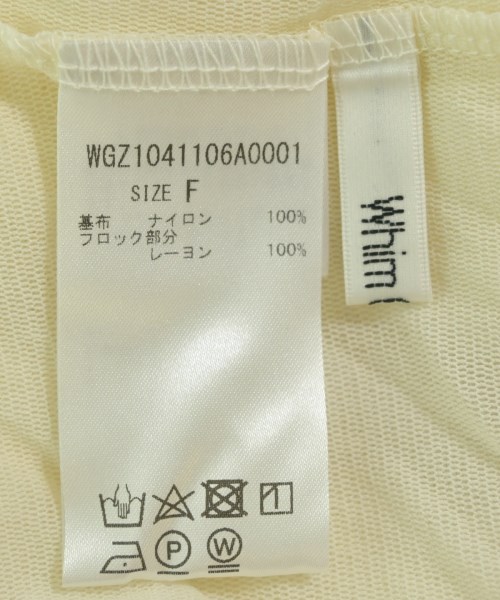 WGZ1041106A0001
SIZE F
基布 ナイロン 100%
フロック部分
レーヨン 100%
P W
Whim